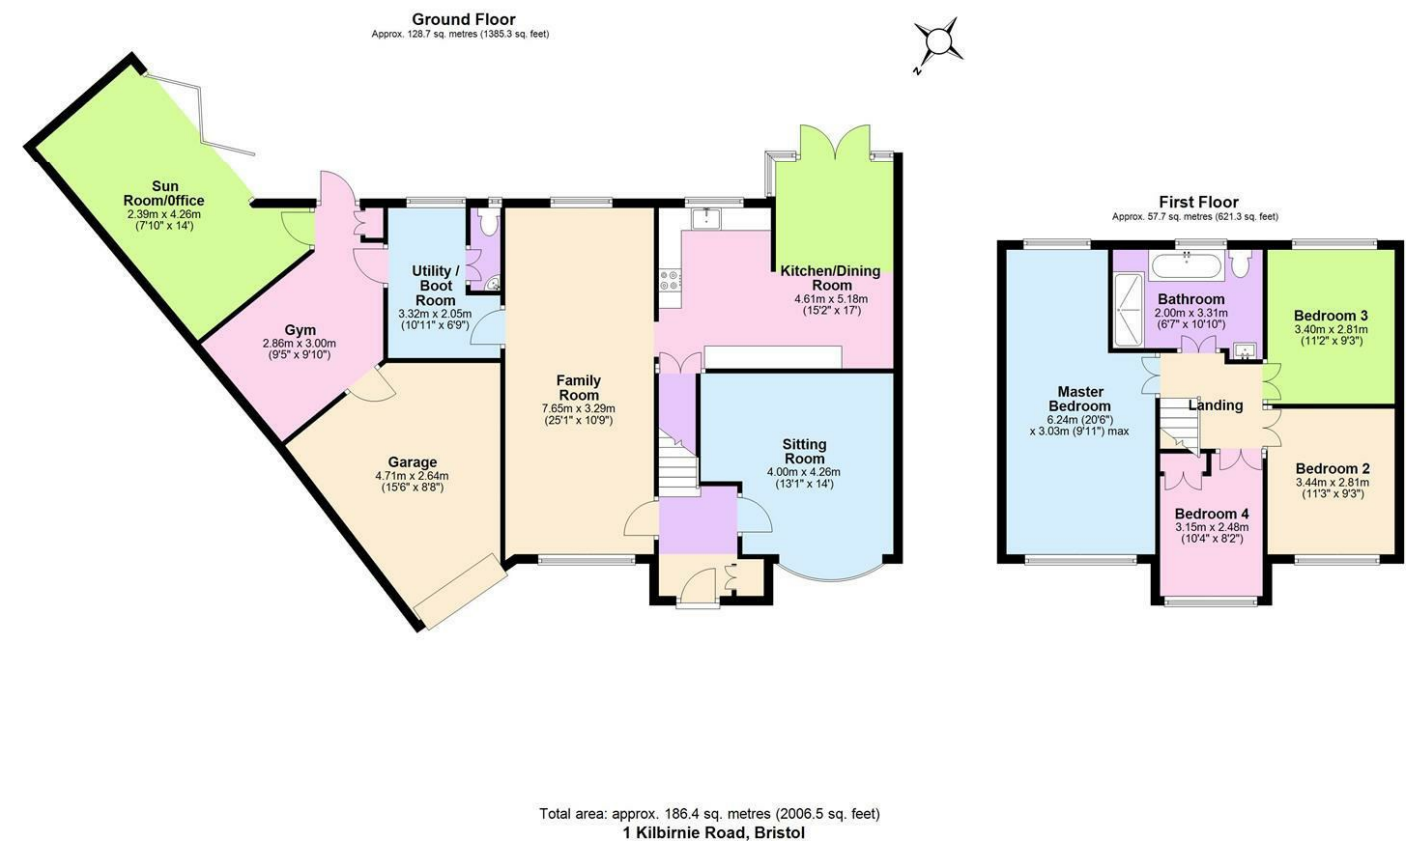 Ground Floor
Approx. 128.7 sq. metres (1385.3 sq. feet)
N
Sun
Room/Office
2.39m x 4.26m
(7'10" x 14')
Utility /
Boot
Room
3.32m x 2.05m
(10'11" x 6'9")
Gym
2.86m x 3.00m
(9'5" x 9'10")
Garage
4.71m x 2.64m
(15'6" x 8'8")
Family
Room
7.65m x 3.29m
(25'1" x 10'9")
Kitchen/Dining
Room
4.61m x 5.18m
(15'2" x 17')
Sitting
Room
4.00m x 4.26m
(13'1" x 14')
First Floor
Approx. 57.7 sq. metres (621.3 sq. feet)
Bathroom
2.00m x 3.31m
(6'7" x 10'10")
Bedroom 3
3.40m x 2.81m
(11'2" x 9'3")
Master
Bedroom
6.24m (20'6")
x 3.03m (9'11") max
Landing
Bedroom 2
3.44m x 2.81m
(11'3" x 9'3")
Bedroom 4
3.15m x 2.48m
(10'4" x 8'2")
Total area: approx. 186.4 sq. metres (2006.5 sq. feet)
1 Kilbirnie Road, Bristol